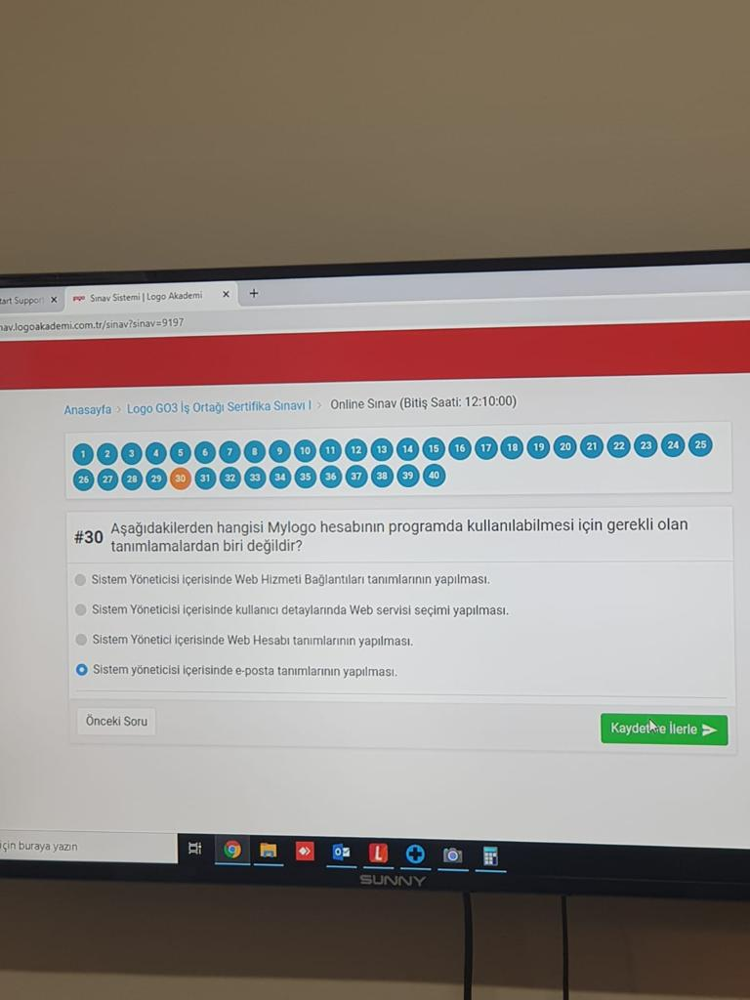 tart Support
logo Sınav Sistemi | Logo Akademi
nav.logoakademi.com.tr/sinav?sinav=9197
Anasayfa > Logo GO3 İş Ortağı Sertifika Sınavı I > Online Sınav (Bitiş Saati: 12:10:00)
1 2 3 4 5 6 7 8 9 10 11 12 13 14 15 16 17 18 19 20 21 22 23 24 25
26 27 28 29 30 31 32 33 34 35 36 37 38 39 40
#30 Aşağıdakilerden hangisi Mylogo hesabının programda kullanılabilmesi için gerekli olan
tanımlamalardan biri değildir?
Sistem Yöneticisi içerisinde Web Hizmeti Bağlantıları tanımlarının yapılması.
Sistem Yöneticisi içerisinde kullanıcı detaylarında Web servisi seçimi yapılması.
Sistem Yönetici içerisinde Web Hesabı tanımlarının yapılması.
Sistem yöneticisi içerisinde e-posta tanımlarının yapılması.
Önceki Soru
Kaydet ve İlerle
için buraya yazın
SUNNY